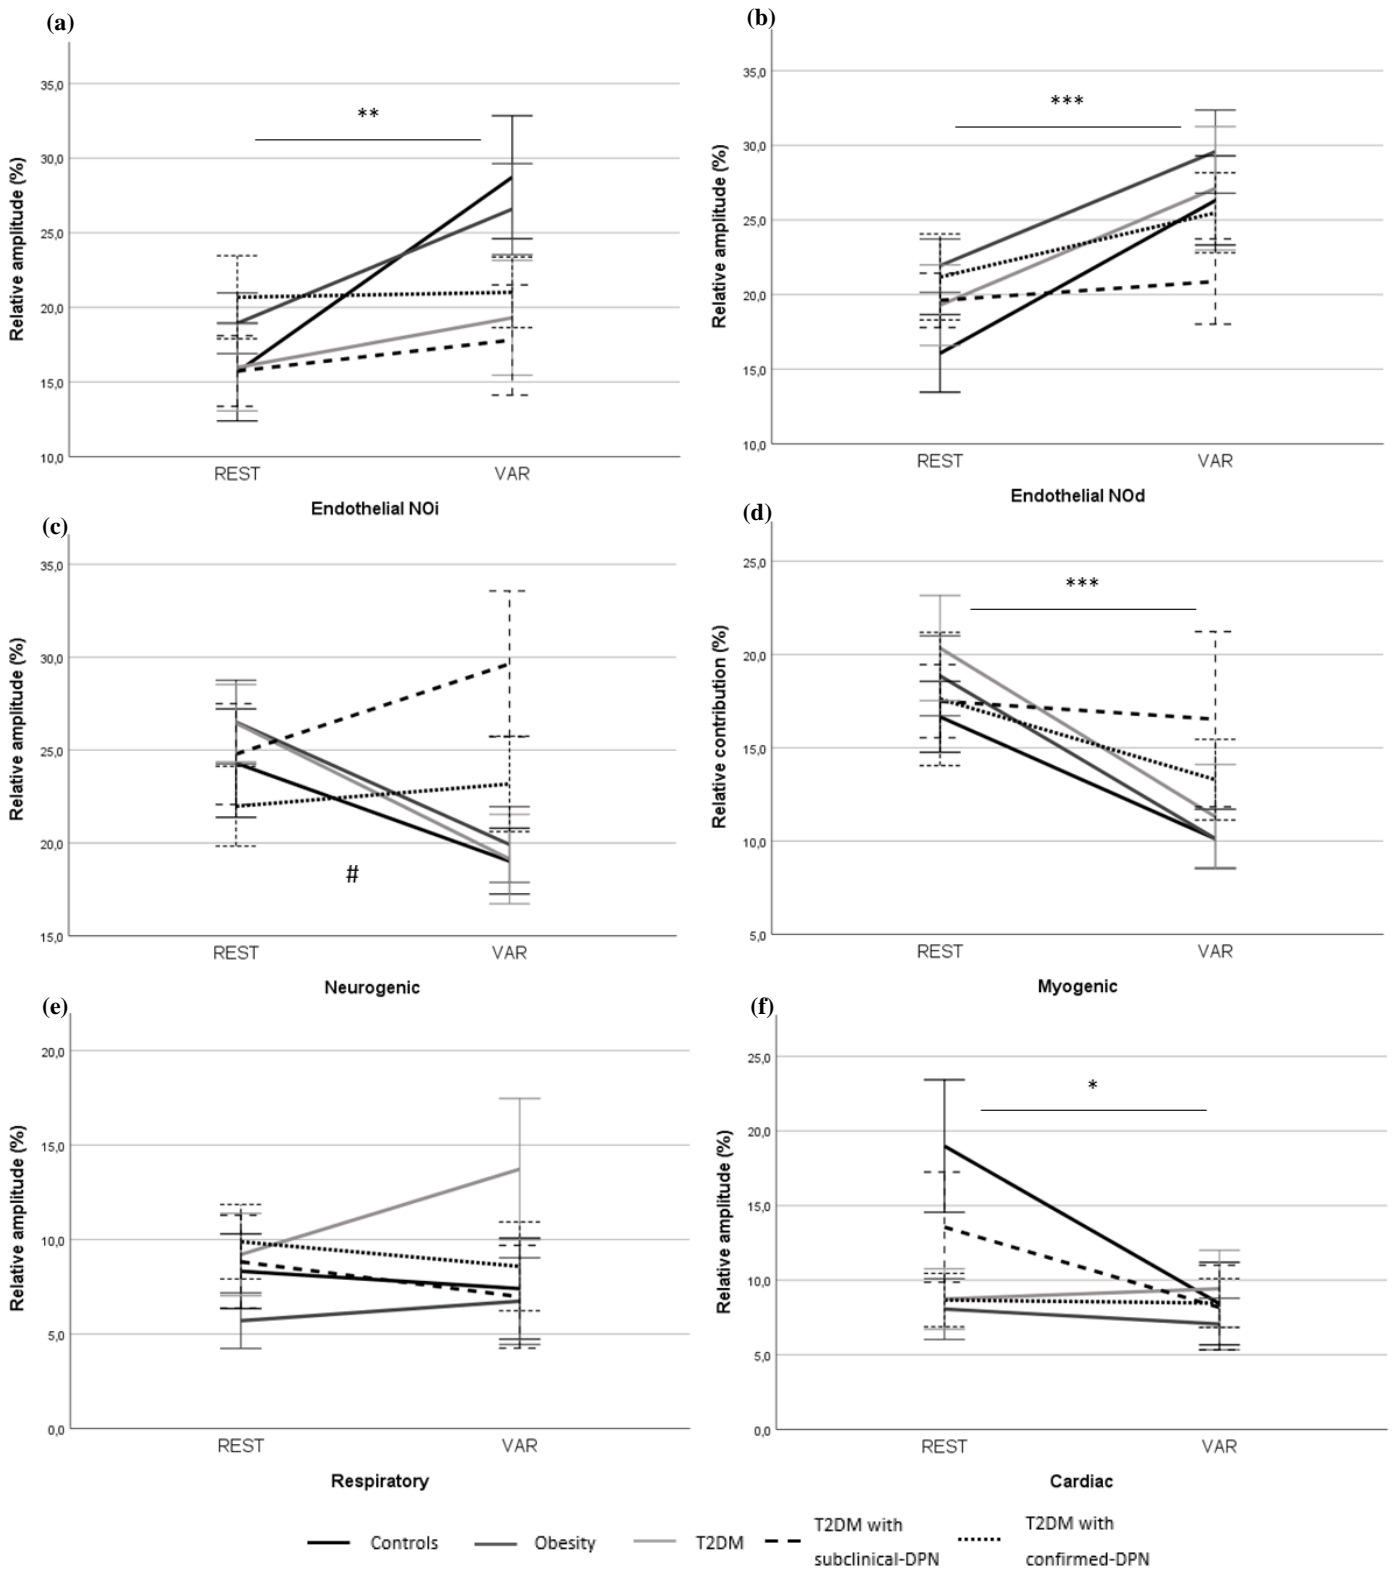 (a)
**
Relative amplitude (%)
35,0
30,0
25,0
20,0
15,0
10,0
REST VAR
Endothelial NOi
(b)
***
Relative amplitude (%)
35,0
30,0
25,0
20,0
15,0
10,0
REST VAR
Endothelial NOd
(c)
Relative amplitude (%)
35,0
30,0
25,0
20,0
15,0
#
REST VAR
Neurogenic
(d)
***
Relative contribution (%)
25,0
20,0
15,0
10,0
5,0
REST VAR
Myogenic
(e)
Relative amplitude (%)
20,0
15,0
10,0
5,0
0,0
REST VAR
Respiratory
(f)
*
Relative amplitude (%)
25,0
20,0
15,0
10,0
5,0
0,0
REST VAR
Cardiac
Controls
Obesity
T2DM
T2DM with
subclinical-DPN
T2DM with
confirmed-DPN